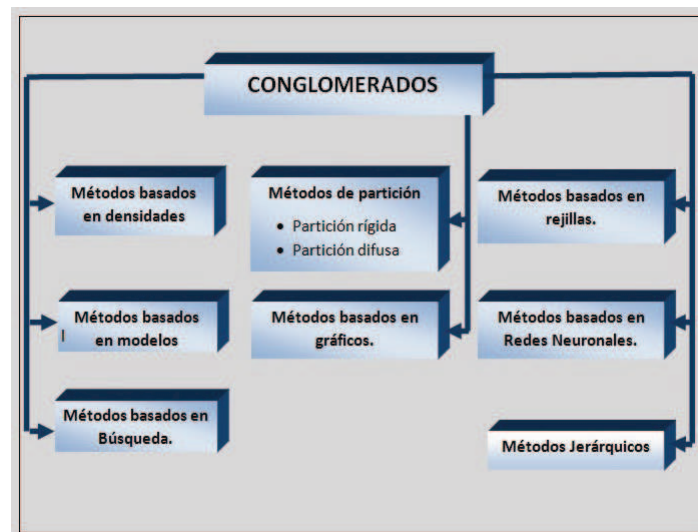 CONGLOMERADOS
Métodos basados
en densidades
Métodos de partición
• Partición rígida
• Partición difusa
Métodos basados en
rejillas.
Métodos basados
en modelos
Métodos basados en
gráficos.
Métodos basados en
Redes Neuronales.
Métodos basados en
Búsqueda.
Métodos Jerárquicos